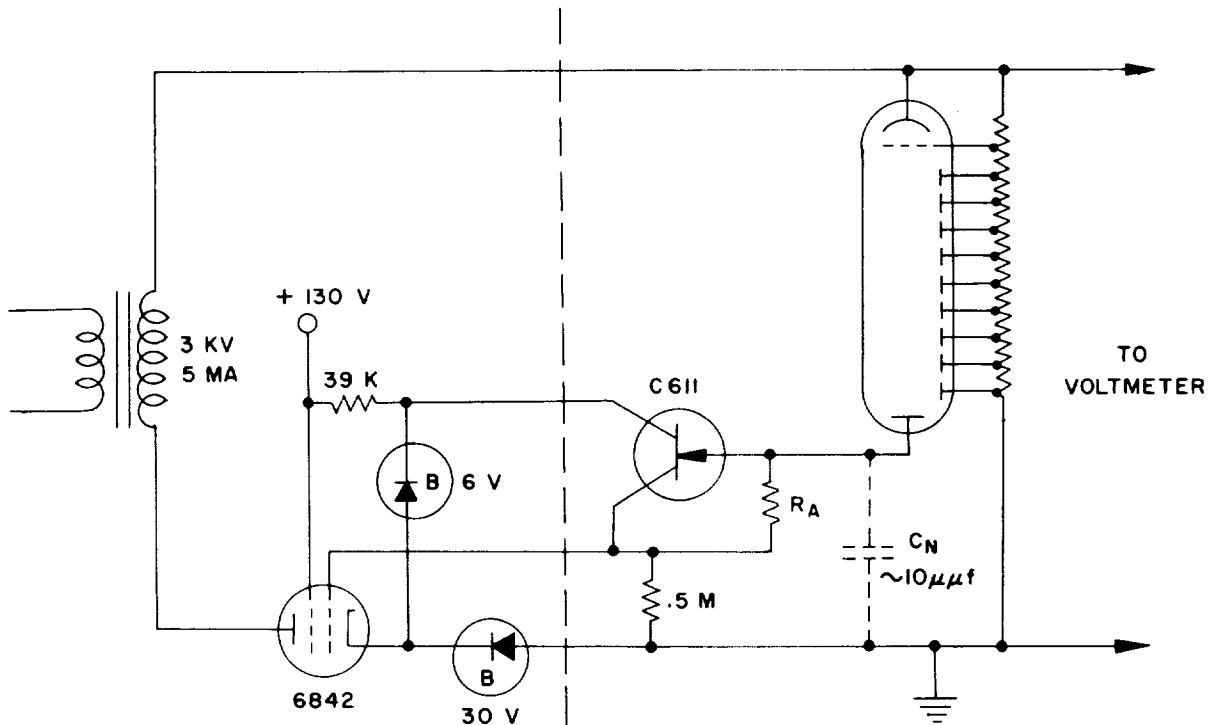 + 130 V
3 KV
5 MA
39 K
C611
TO
VOLTMETER
B 6 V
RA
CN
~10μμf
.5 M
6842
B
30 V